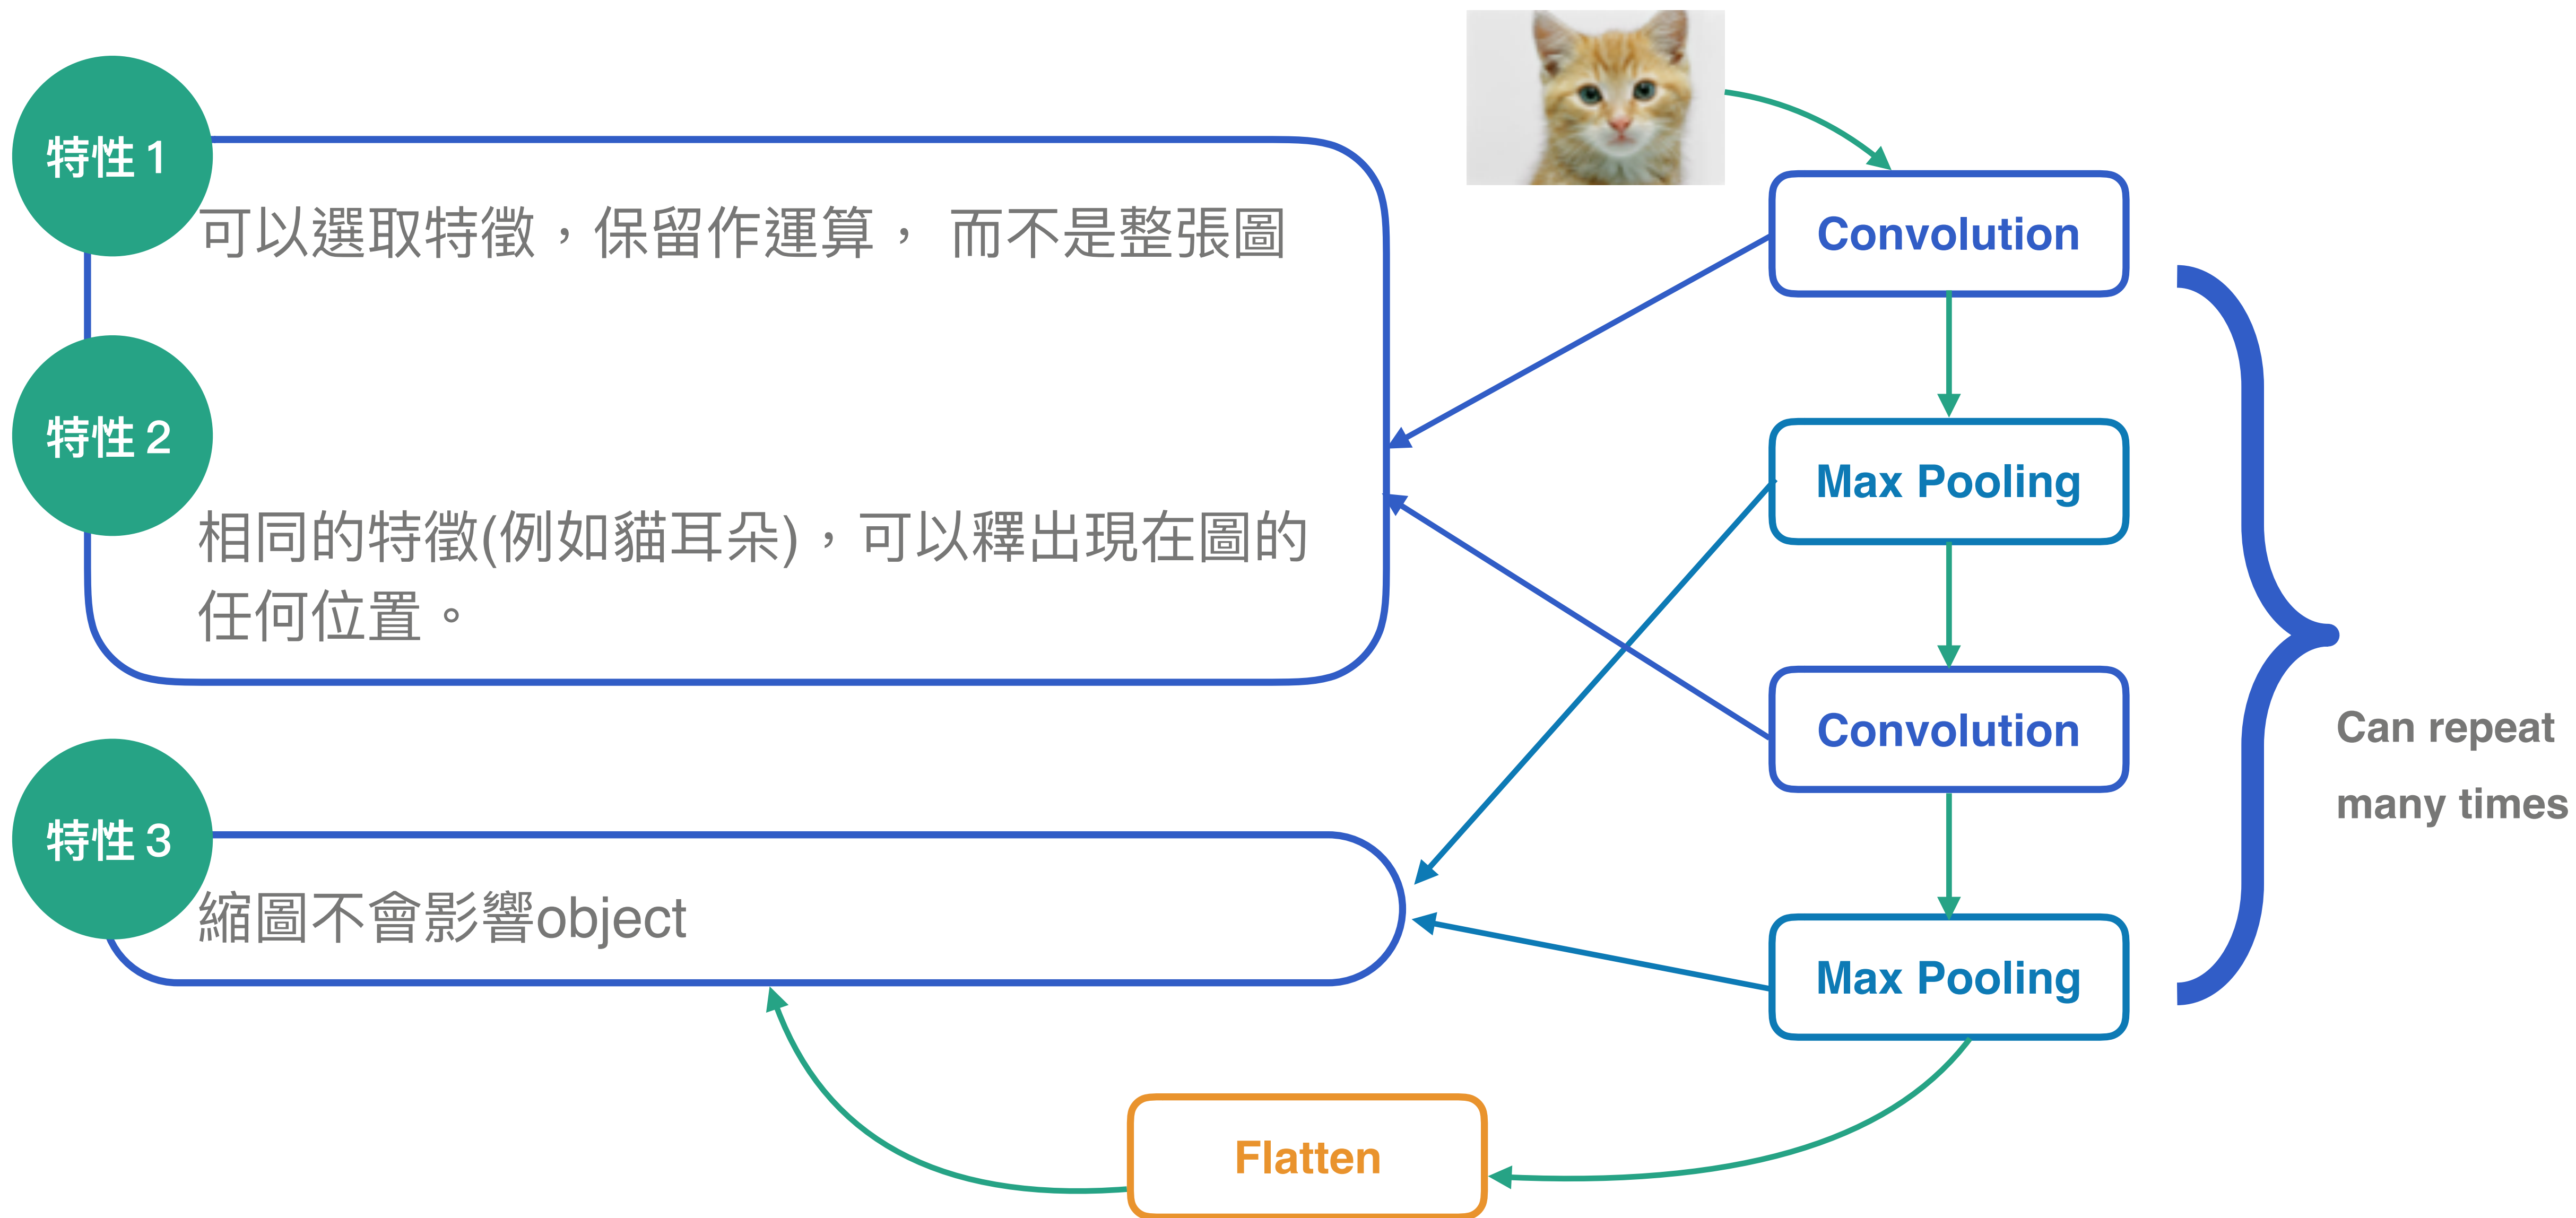 特性 1
可以選取特徵，保留作運算， 而不是整張圖
特性 2
相同的特徵(例如貓耳朵)，可以釋出現在圖的
任何位置。
特性 3
縮圖不會影響object
Convolution
Max Pooling
Convolution
Max Pooling
Can repeat
many times
Flatten